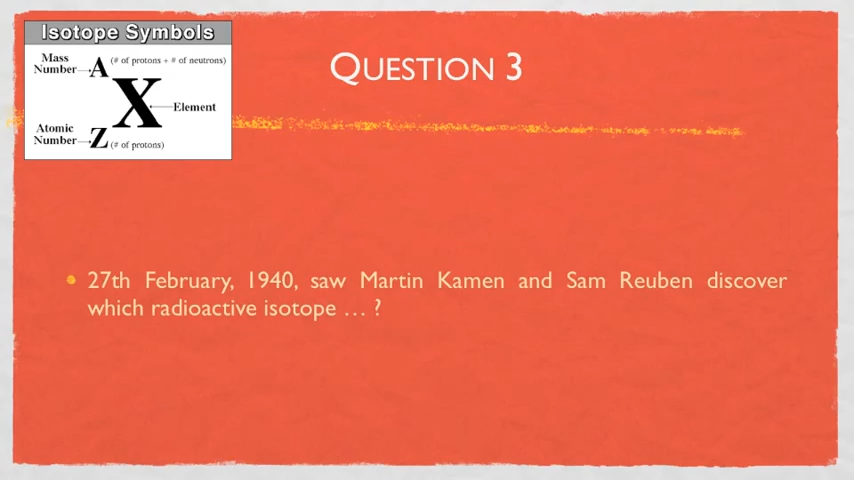 Isotope Symbols
Mass Number
A
(# of protons + # of neutrons)
X
Element
Atomic Number
Z
(# of protons)
QUESTION 3
27th February, 1940, saw Martin Kamen and Sam Reuben discover
which radioactive isotope … ?